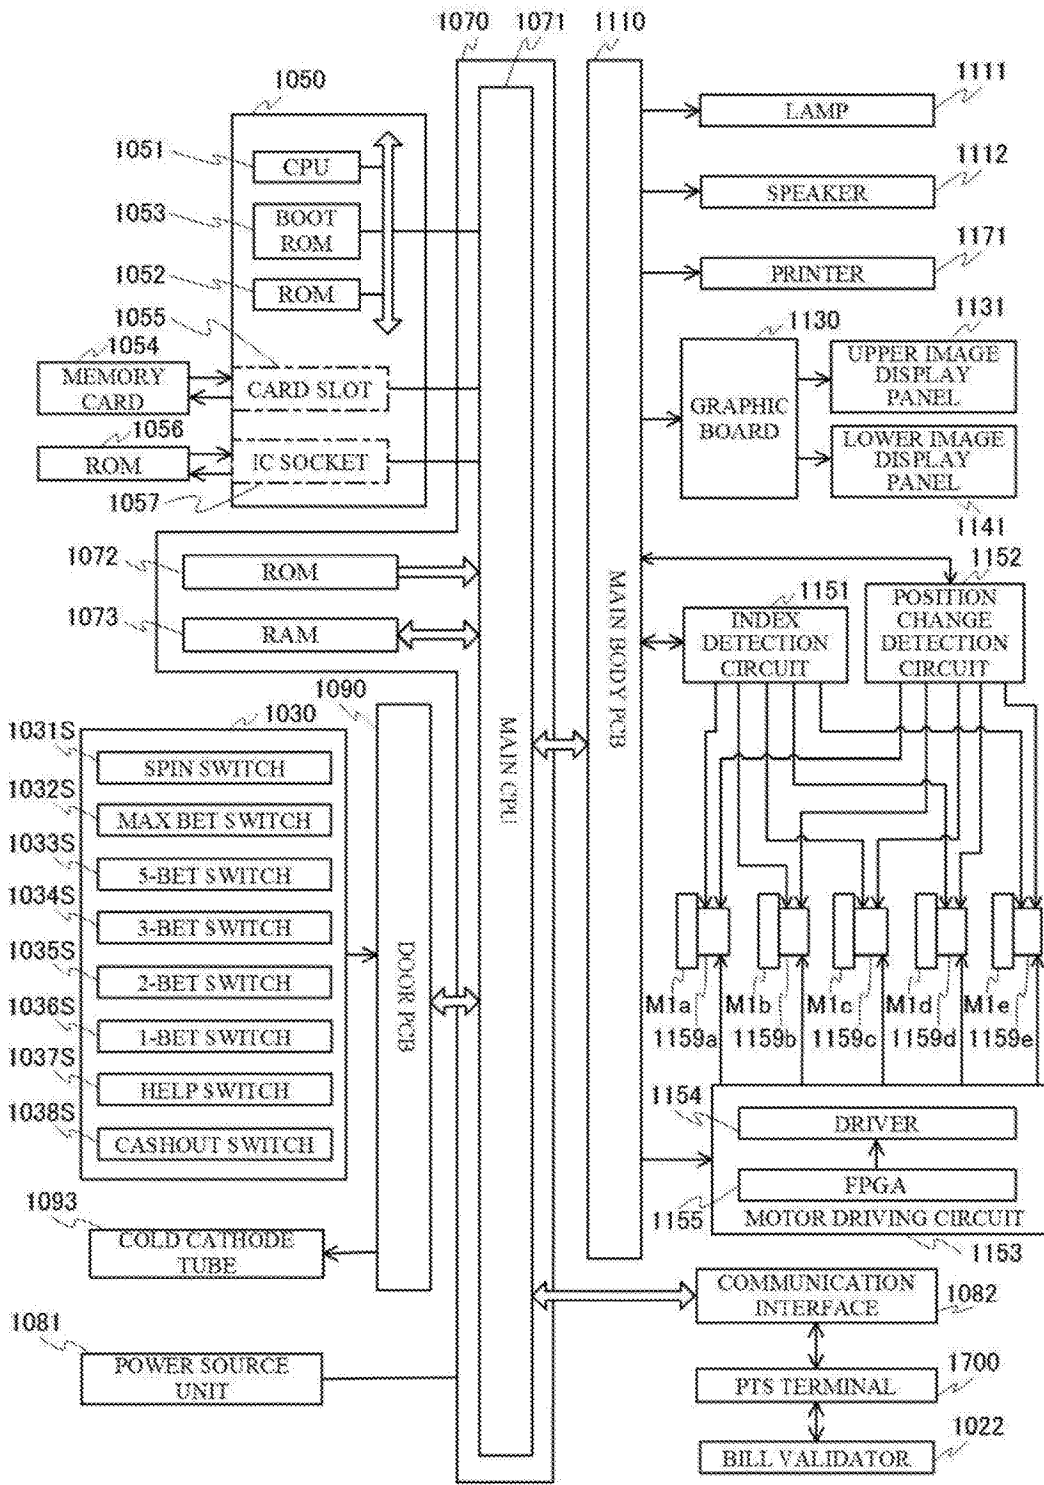 1070
1071
1110
1050
1051
CPU
1053
BOOT
ROM
1052
ROM
1055
1054
MEMORY
CARD
CARD SLOT
1056
ROM
IC SOCKET
1057
1072
ROM
1073
RAM
1090
1030
1031S
SPIN SWITCH
1032S
MAX BET SWITCH
1033S
5-BET SWITCH
1034S
3-BET SWITCH
1035S
2-BET SWITCH
1036S
1-BET SWITCH
1037S
HELP SWITCH
1038S
CASHOUT SWITCH
DOOR PCB
MAIN CPU
MAIN BODY PCB
1093
COLD CATHODE
TUBE
1081
POWER SOURCE
UNIT
1111
LAMP
1112
SPEAKER
1171
PRINTER
1130
GRAPHIC
BOARD
1131
UPPER IMAGE
DISPLAY
PANEL
LOWER IMAGE
DISPLAY
PANEL
1141
1151
INDEX
DETECTION
CIRCUIT
1152
POSITION
CHANGE
DETECTION
CIRCUIT
M1a
M1b
M1c
M1d
M1e
1159a
1159b
1159c
1159d
1159e
1154
DRIVER
1155
FPGA
MOTOR DRIVING CIRCUIT
1153
COMMUNICATION
INTERFACE
1082
PTS TERMINAL
1700
BILL VALIDATOR
1022